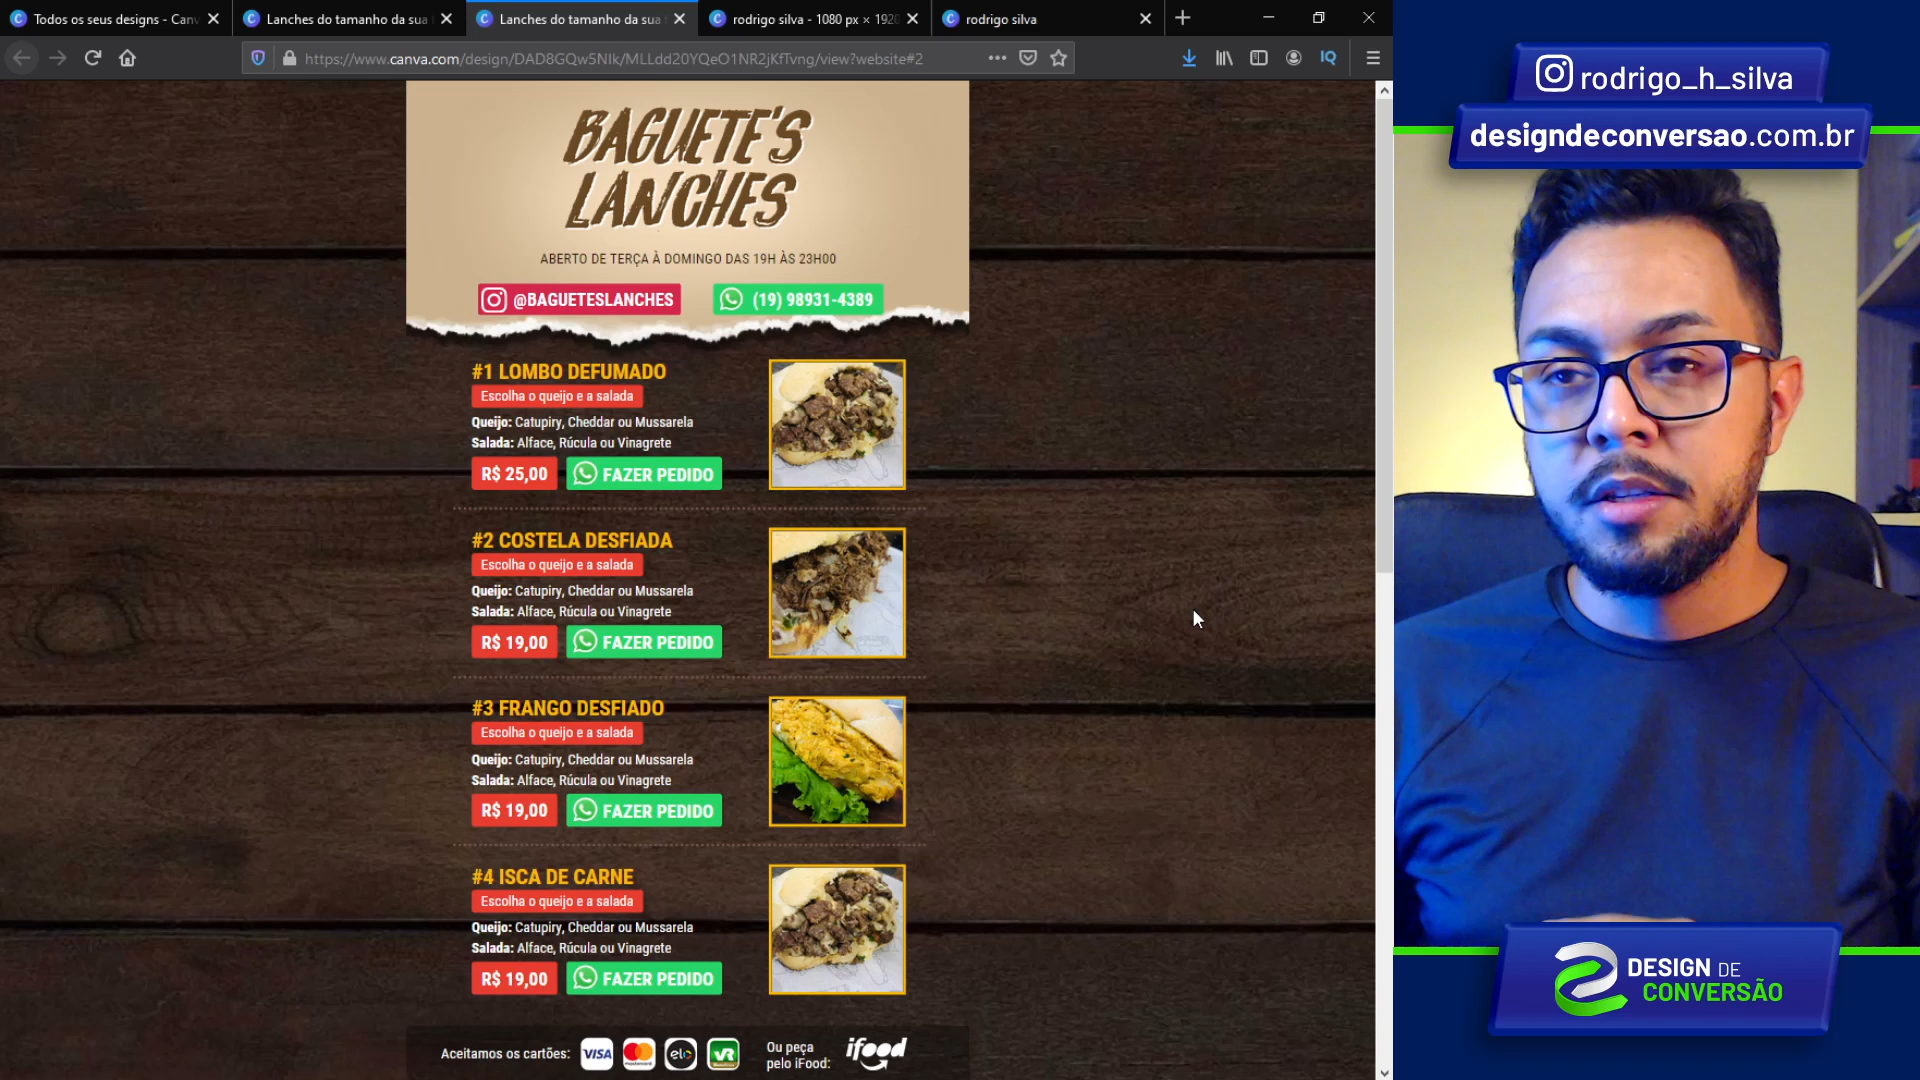 Todos os seus designs - Canv
Lanches do tamanho da sua
Lanches do tamanho da sua
rodrigo silva - 1080 px × 1920
rodrigo silva
https://www.canva.com/design/DAD8GQw5NIk/MLLdd20YQeO1NR2jKfTvng/view?website#2
IQ
rodrigo_h_silva
designdeconversao.com.br
BAGUETE'S
LANCHES
ABERTO DE TERÇA À DOMINGO DAS 19H ÀS 23H00
@BAGUETESLANCHES
(19) 98931-4389
#1 LOMBO DEFUMADO
Escolha o queijo e a salada
Queijo: Catupiry, Cheddar ou Mussarela
Salada: Alface, Rúcula ou Vinagrete
R$ 25,00
FAZER PEDIDO
#2 COSTELA DESFIADA
Escolha o queijo e a salada
Queijo: Catupiry, Cheddar ou Mussarela
Salada: Alface, Rúcula ou Vinagrete
R$ 19,00
FAZER PEDIDO
#3 FRANGO DESFIADO
Escolha o queijo e a salada
Queijo: Catupiry, Cheddar ou Mussarela
Salada: Alface, Rúcula ou Vinagrete
R$ 19,00
FAZER PEDIDO
#4 ISCA DE CARNE
Escolha o queijo e a salada
Queijo: Catupiry, Cheddar ou Mussarela
Salada: Alface, Rúcula ou Vinagrete
R$ 19,00
FAZER PEDIDO
Aceitamos os cartões:
VISA
elo
VR
Ou peça
pelo iFood:
ifood
DESIGN DE
CONVERSÃO